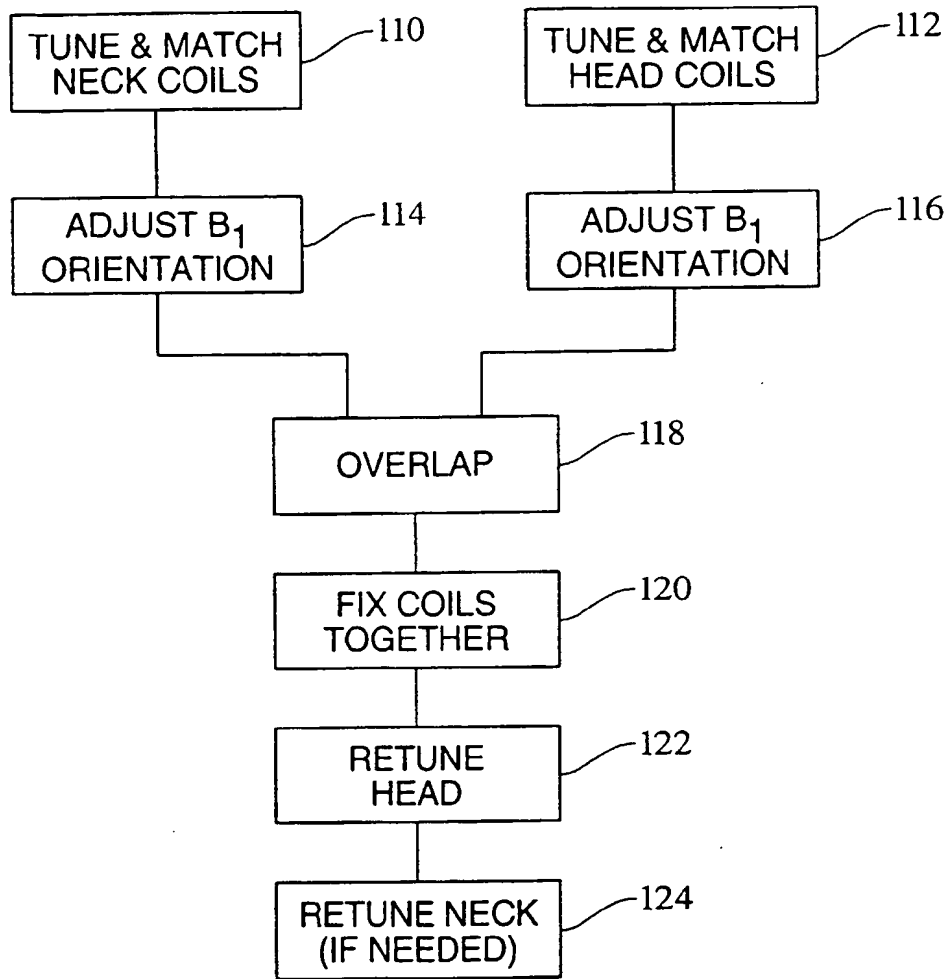 TUNE & MATCH
NECK COILS
110
TUNE & MATCH
HEAD COILS
112
ADJUST B₁
ORIENTATION
114
ADJUST B₁
ORIENTATION
116
OVERLAP
118
FIX COILS
TOGETHER
120
RETUNE
HEAD
122
RETUNE NECK
(IF NEEDED)
124